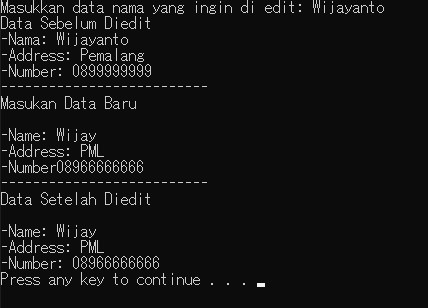 Masukkan data nama yang ingin di edit: Wijayanto
Data Sebelum Diedit
-Nama: Wijayanto
-Address: Pemalang
-Number: 0899999999
--------------------------
Masukan Data Baru
-Name: Wijay
-Address: PML
-Number08966666666
--------------------------
Data Setelah Diedit
-Name: Wijay
-Address: PML
-Number: 08966666666
Press any key to continue . . .